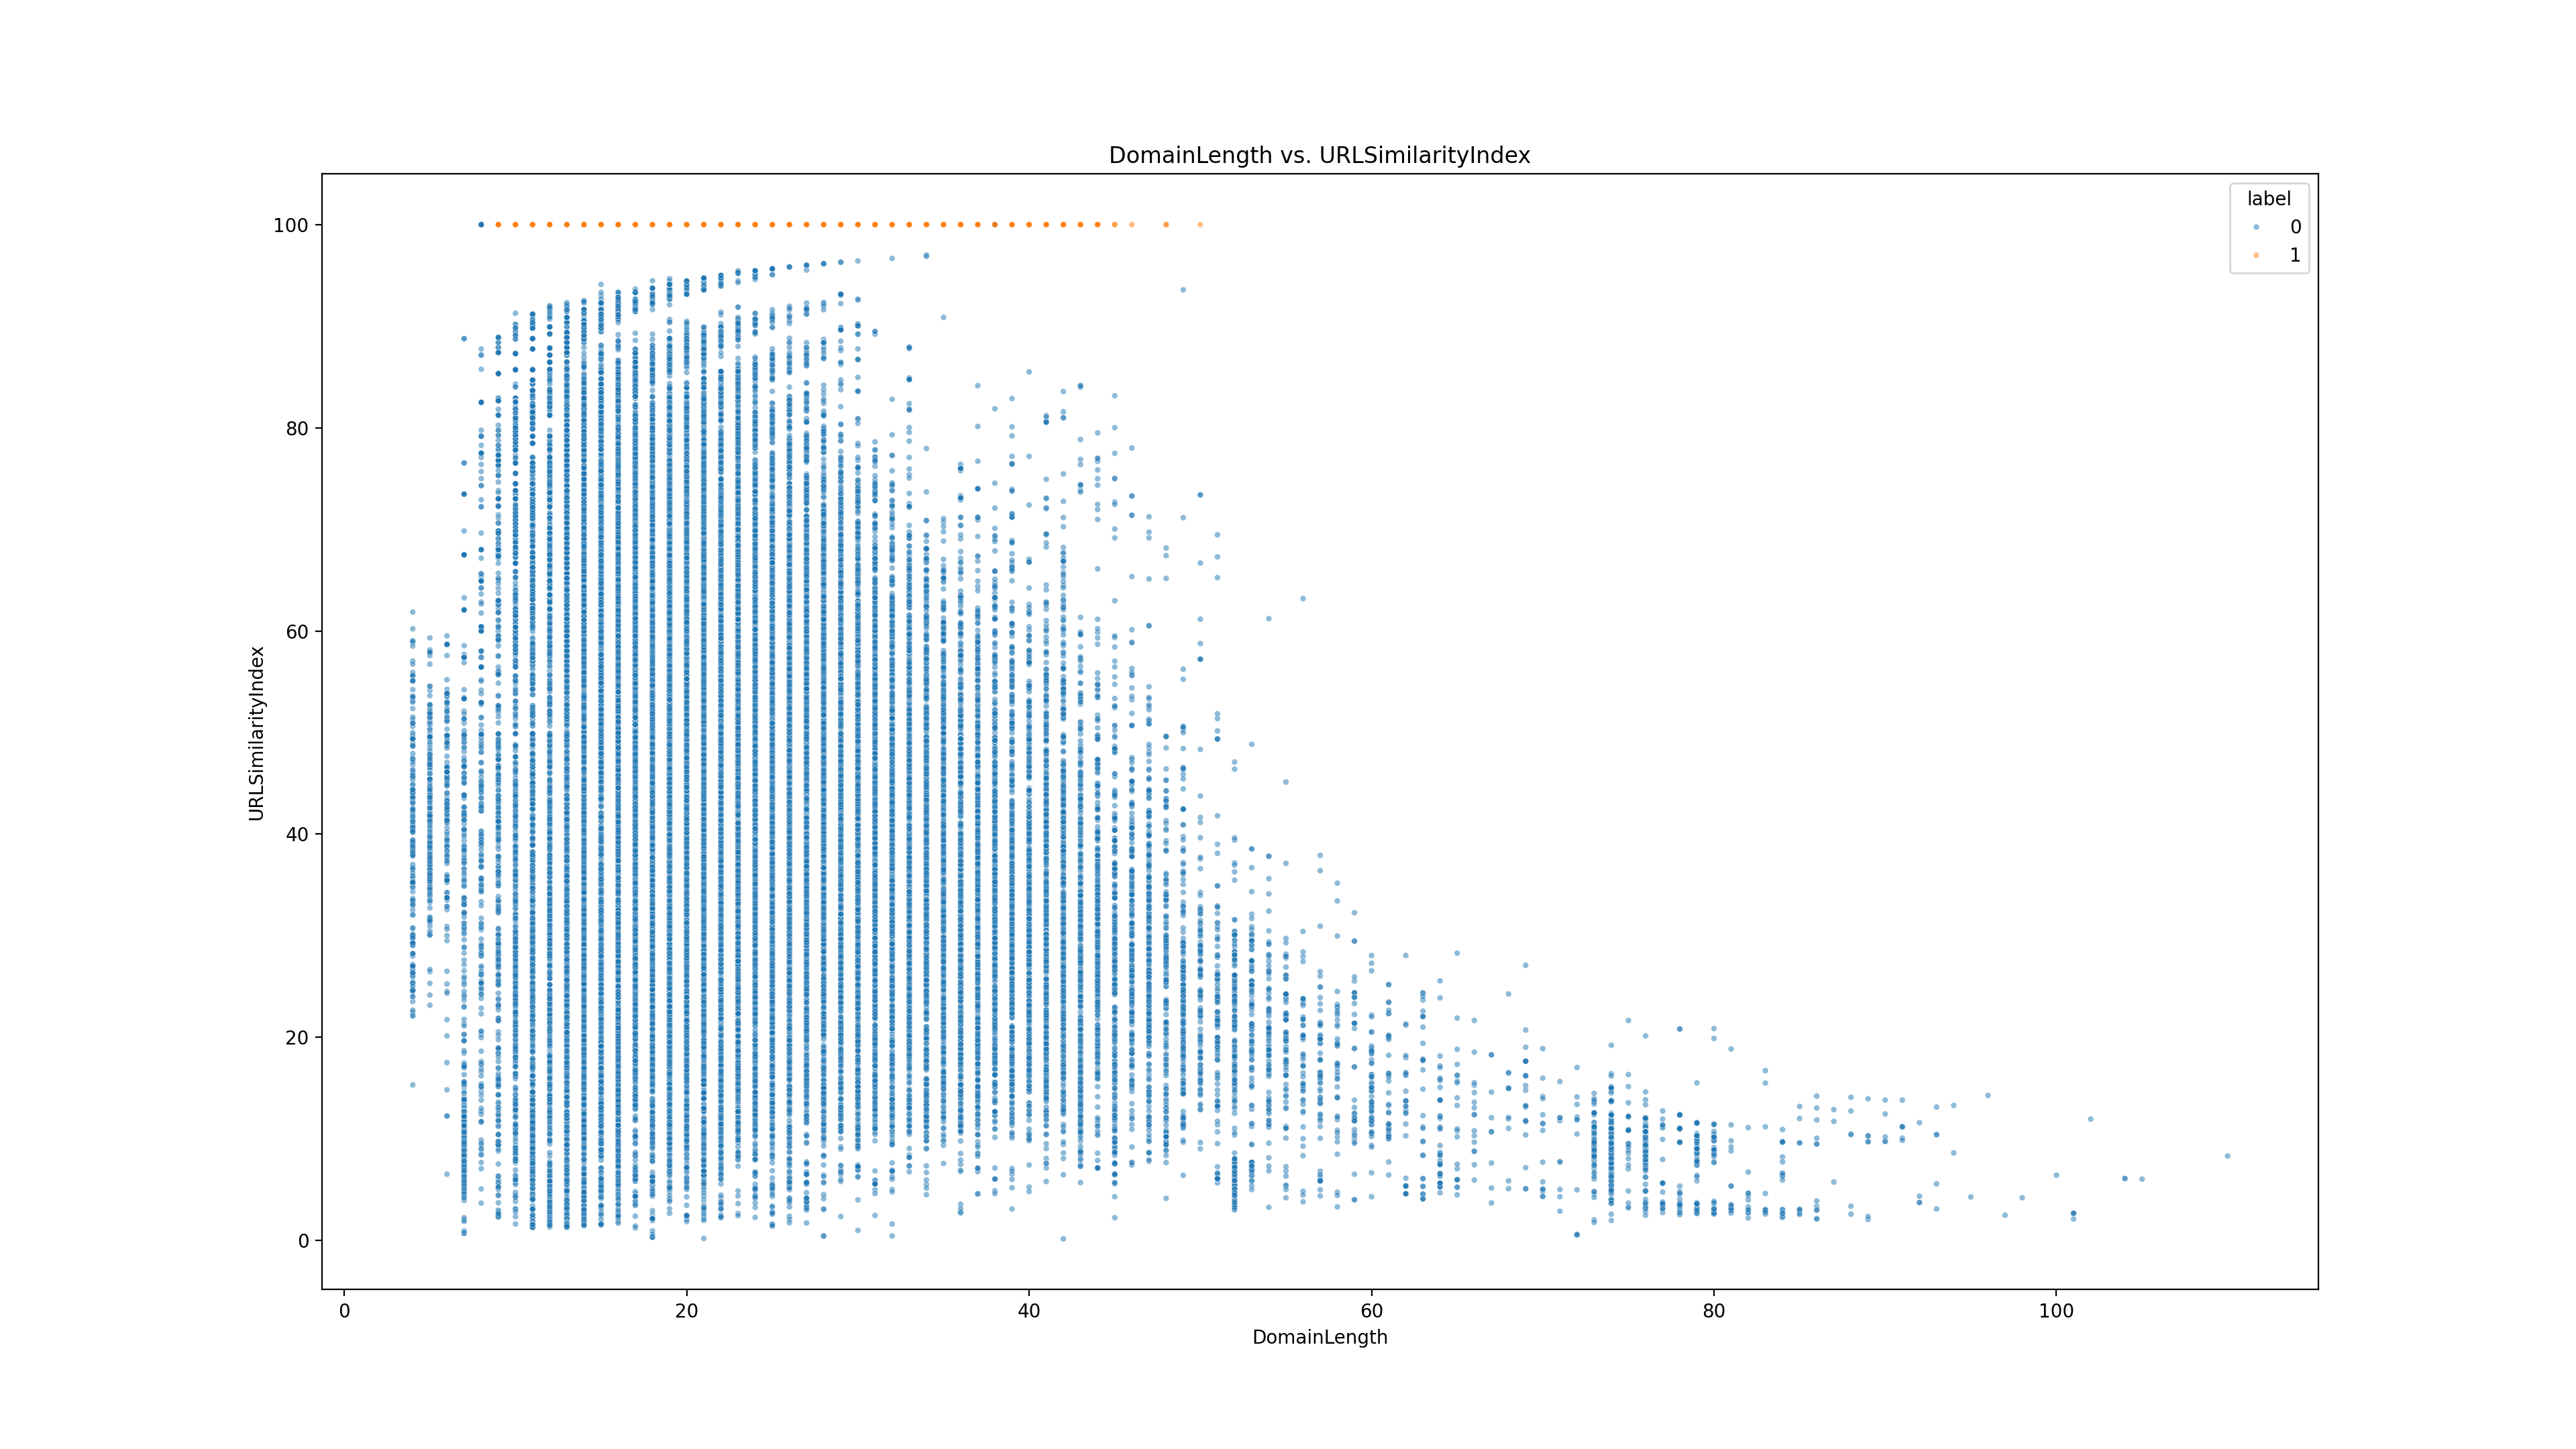 DomainLength vs. URLSimilarityIndex
label
0
1
100
80
60
40
20
0
URLSimilarityIndex
0 20 40 60 80 100
DomainLength